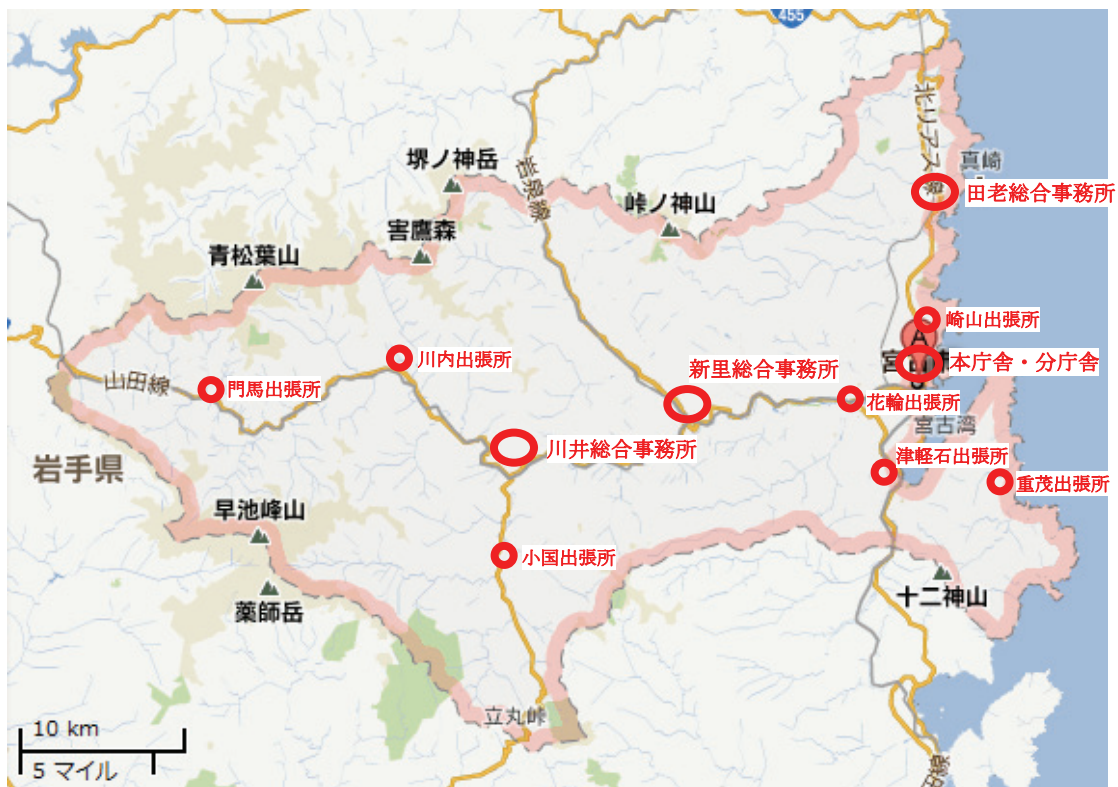 455
北リアス線
真崎
堺ノ神岳
岩泉線
峠ノ神山
田老総合事務所
害鷹森
青松葉山
崎山出張所
A
宮古市
本庁舎・分庁舎
川内出張所
新里総合事務所
山田線
門馬出張所
花輪出張所
宮古湾
川井総合事務所
津軽石出張所
岩手県
重茂出張所
早池峰山
小国出張所
十二神山
薬師岳
立丸峠
10 km
5 マイル